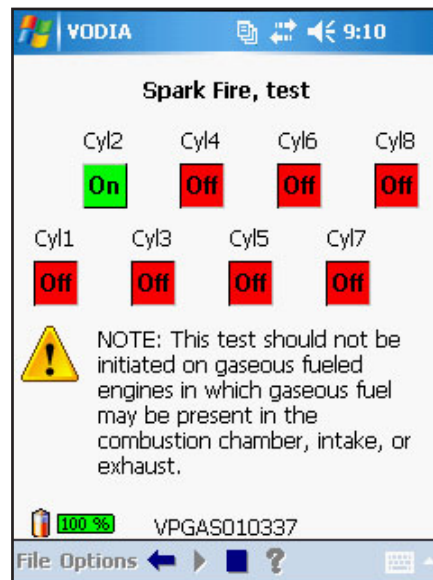 VODIA 9:10
Spark Fire, test
Cyl2 Cyl4 Cyl6 Cyl8
On Off Off Off
Cyl1 Cyl3 Cyl5 Cyl7
Off Off Off Off
NOTE: This test should not be
initiated on gaseous fueled
engines in which gaseous fuel
may be present in the
combustion chamber, intake, or
exhaust.
100 % VPGAS010337
File Options ?